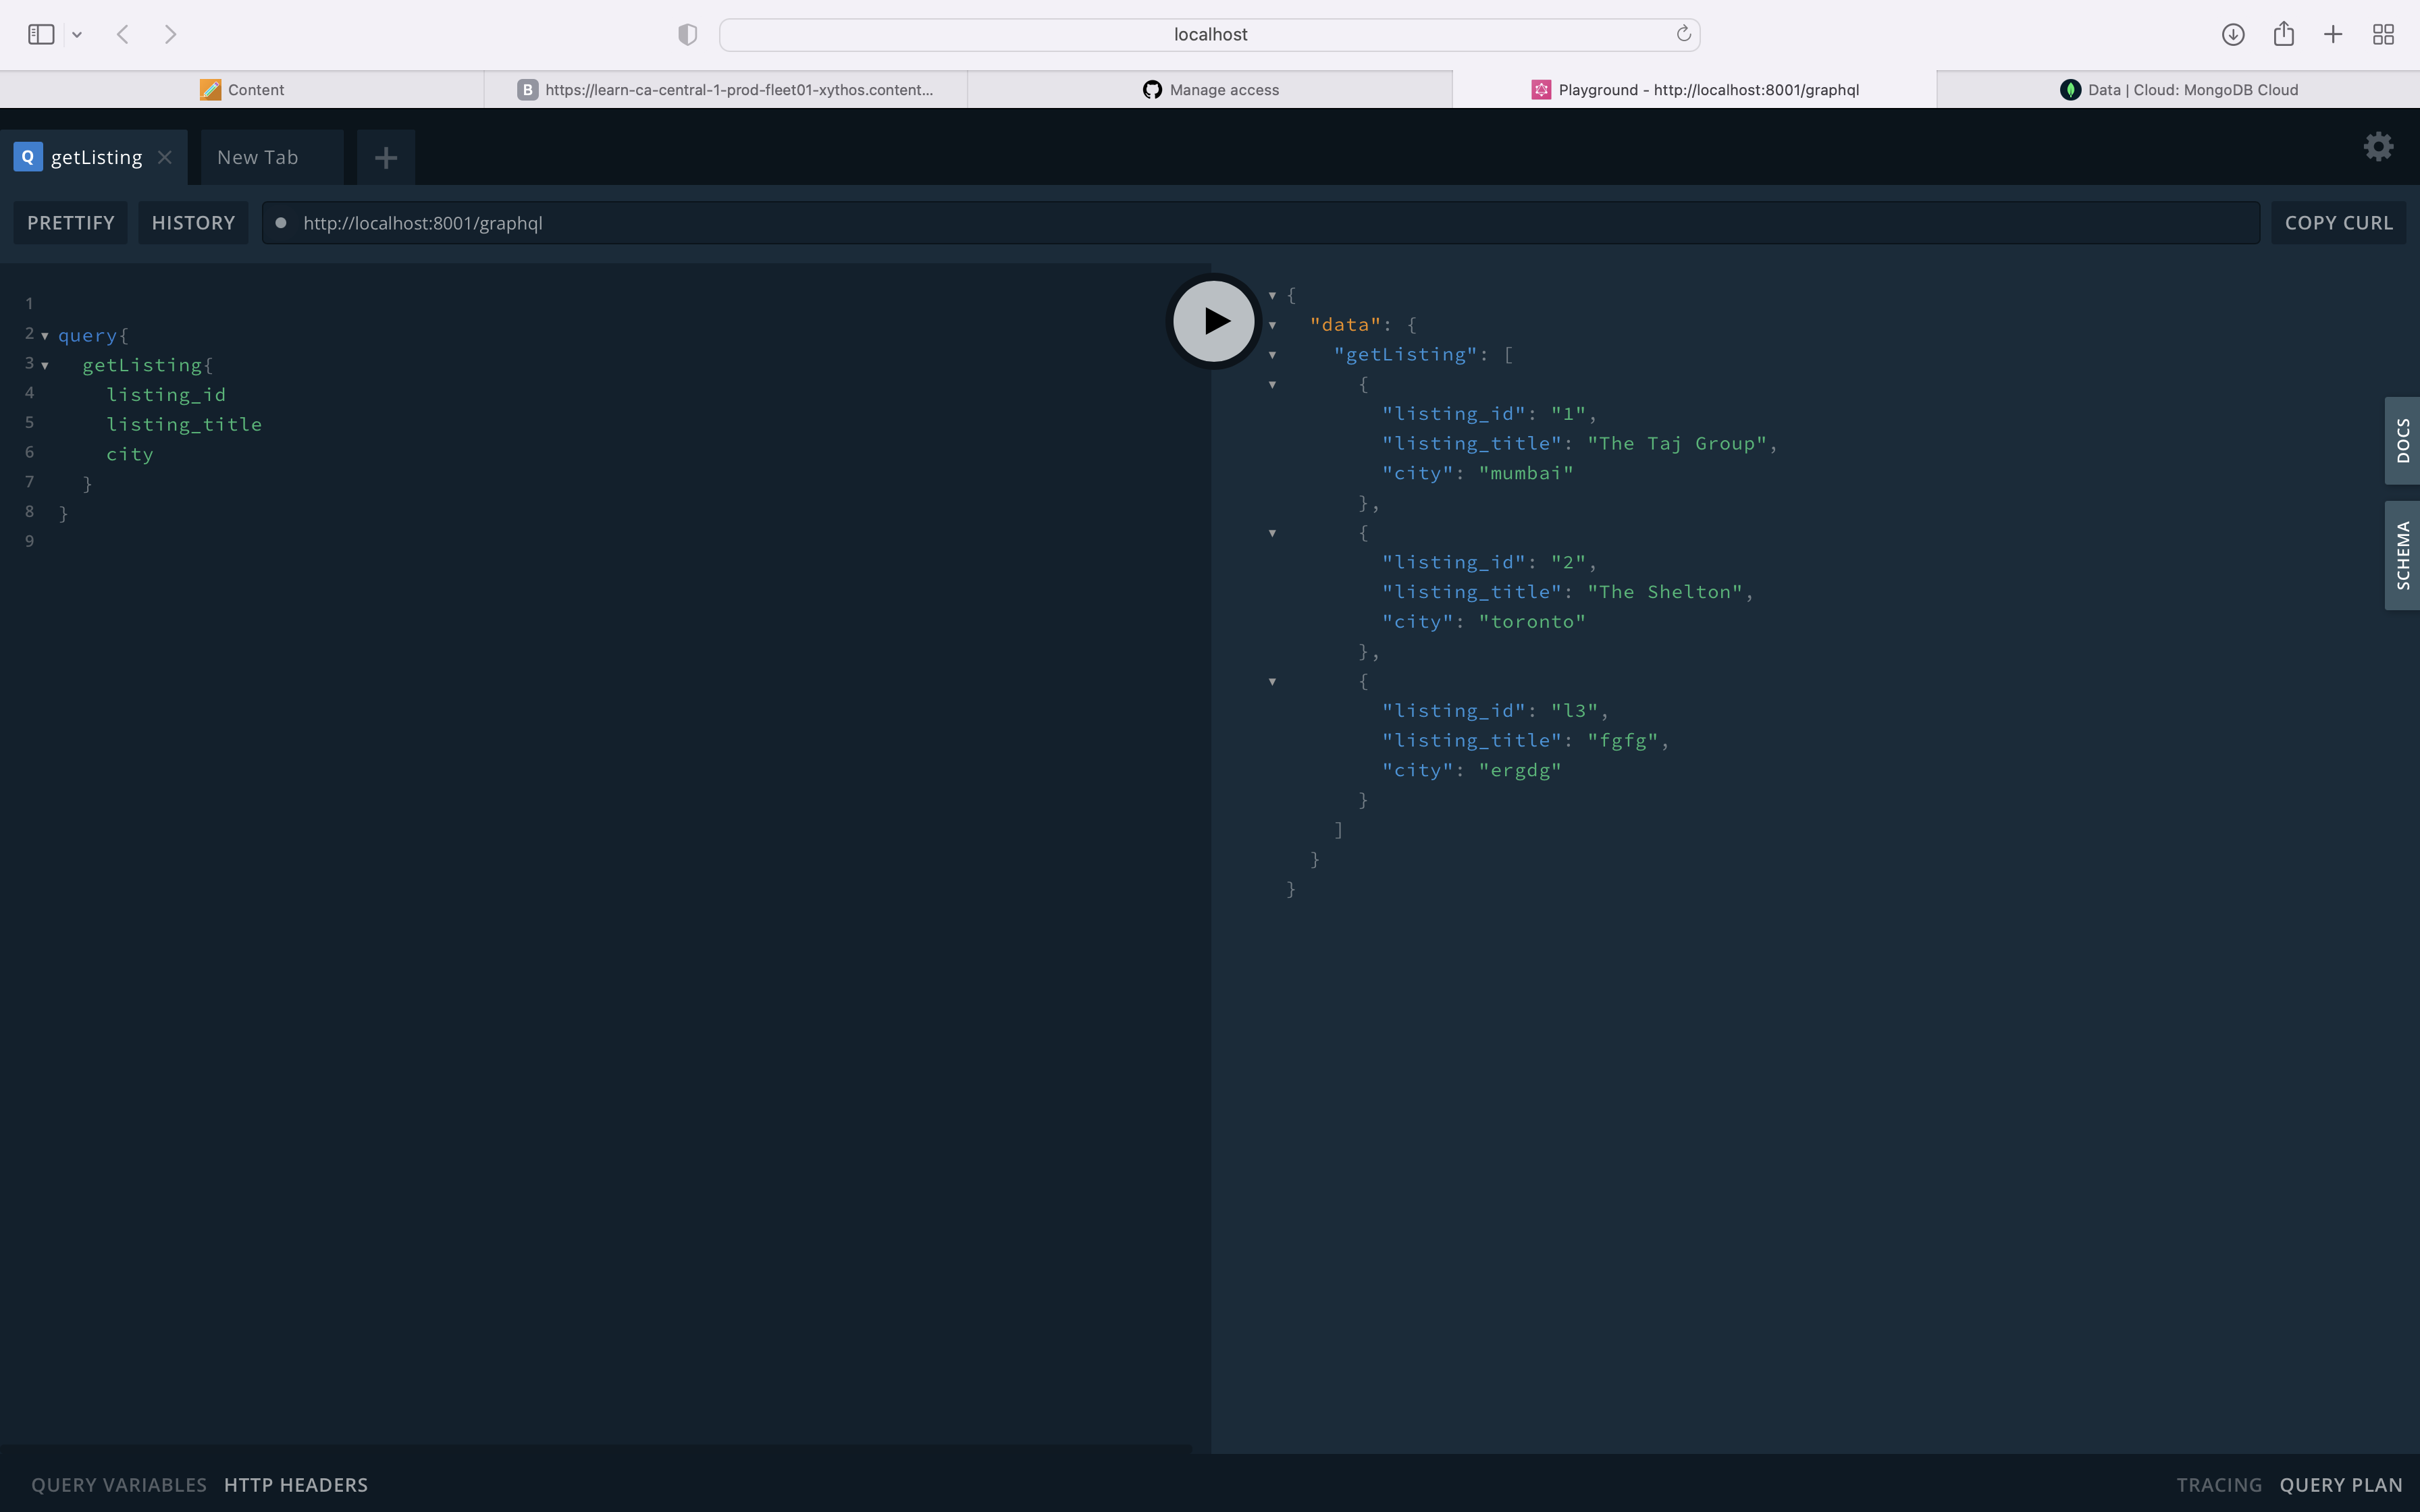 localhost
Content
B https://learn-ca-central-1-prod-fleet01-xythos.content...
Manage access
Playground - http://localhost:8001/graphql
Data | Cloud: MongoDB Cloud
Q getListing
New Tab
PRETTIFY
HISTORY
http://localhost:8001/graphql
COPY CURL
1
2 query{
3 getListing{
4 listing_id
5 listing_title
6 city
7 }
8 }
9
{
"data": {
"getListing": [
{
"listing_id": "1",
"listing_title": "The Taj Group",
"city": "mumbai"
},
{
"listing_id": "2",
"listing_title": "The Shelton",
"city": "toronto"
},
{
"listing_id": "l3",
"listing_title": "fgfg",
"city": "ergdg"
}
]
}
}
DOCS
SCHEMA
QUERY VARIABLES
HTTP HEADERS
TRACING
QUERY PLAN